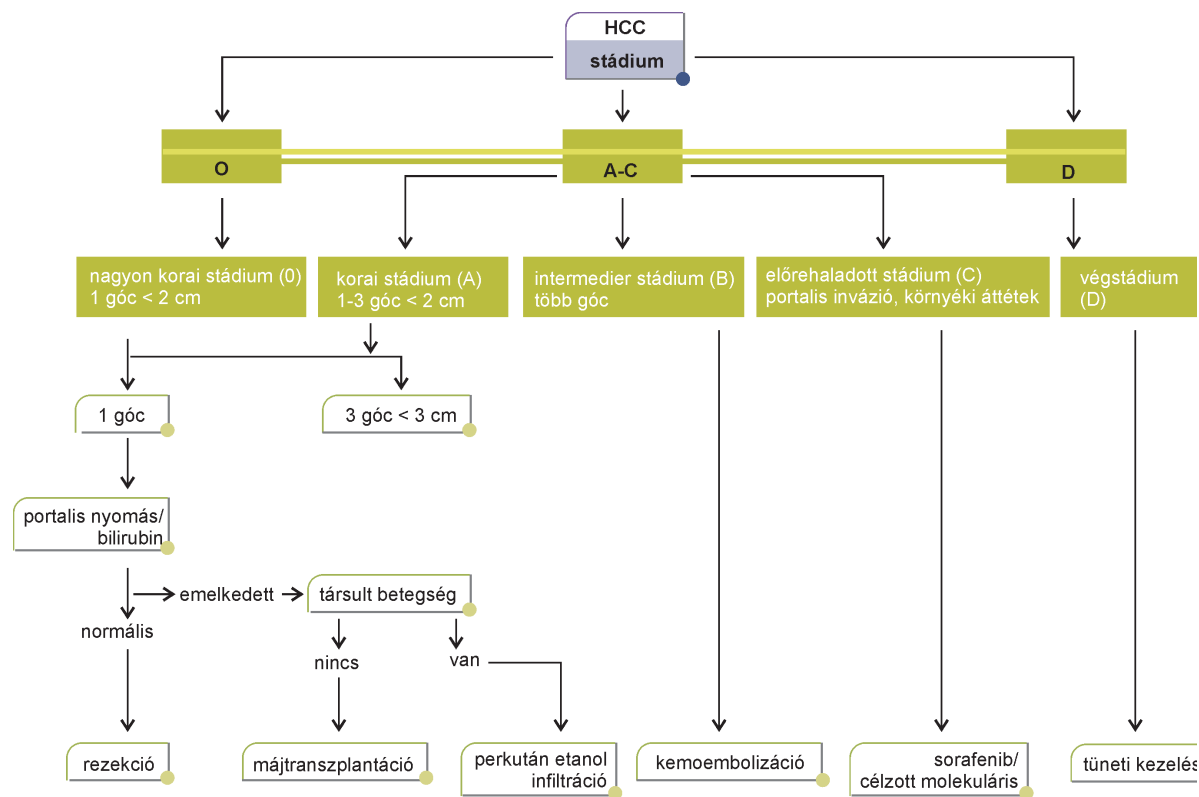 HCC
stádium
O
A-C
D
nagyon korai stádium (0)
1 góc < 2 cm
korai stádium (A)
1-3 góc < 2 cm
intermedier stádium (B)
több góc
előrehaladott stádium (C)
portalis invázió, környéki áttétek
végstádium
(D)
1 góc
3 góc < 3 cm
portalis nyomás/
bilirubin
emelkedett
társult betegség
normális
nincs
van
rezekció
májtranszplantáció
perkután etanol
infiltráció
kemoembolizáció
sorafenib/
célzott molekuláris
tüneti kezelés